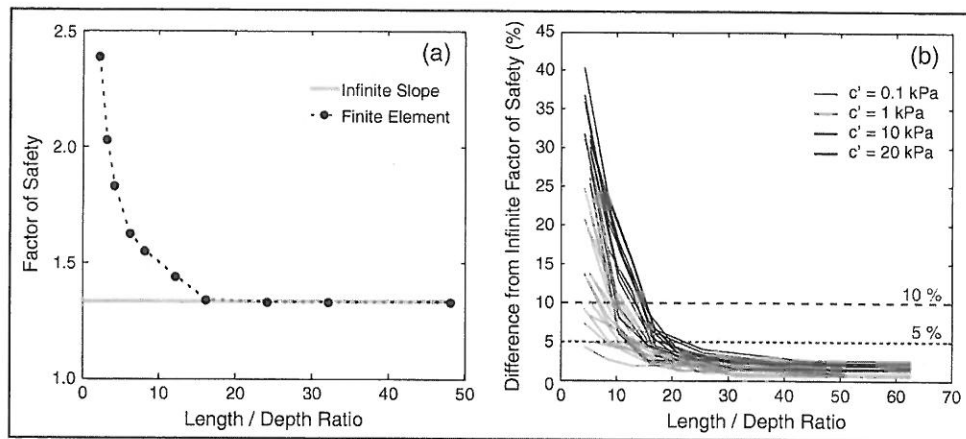 (a)
Factor of Safety
2.5
2.0
1.5
1.0
Infinite Slope
Finite Element
0 10 20 30 40 50
Length / Depth Ratio
(b)
Difference from Infinite Factor of Safety (%)
45
40
35
30
25
20
15
10
5
0
c' = 0.1 kPa
c' = 1 kPa
c' = 10 kPa
c' = 20 kPa
10 %
5 %
0 10 20 30 40 50 60 70
Length / Depth Ratio